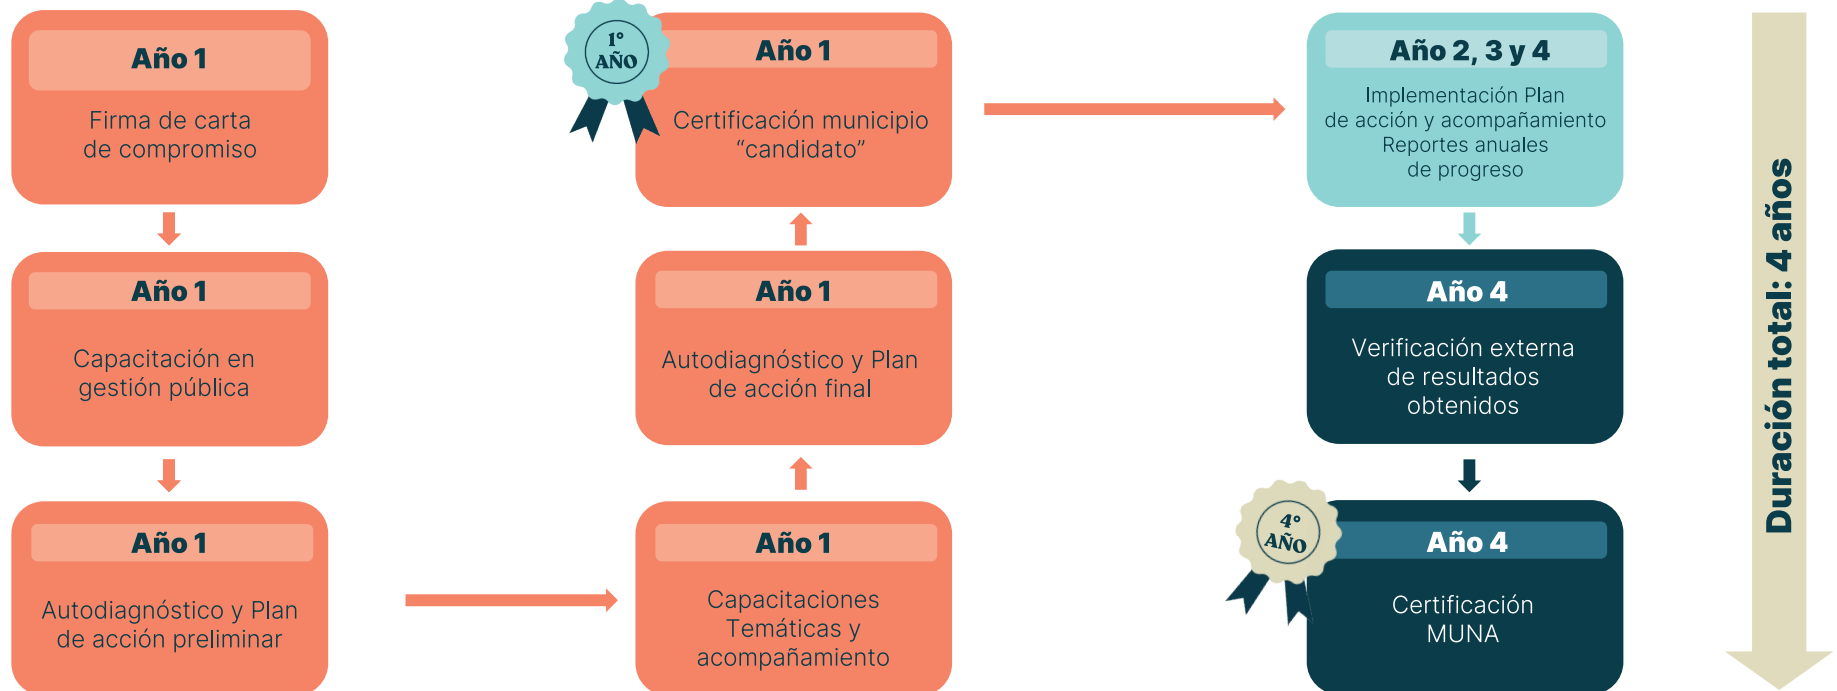 Año 1
Firma de carta
de compromiso
Año 1
Capacitación en
gestión pública
Año 1
Autodiagnóstico y Plan
de acción preliminar
Año 1
Capacitaciones
Temáticas y
acompañamiento
Año 1
Autodiagnóstico y Plan
de acción final
1°
AÑO
Año 1
Certificación municipio
“candidato”
Año 2, 3 y 4
Implementación Plan
de acción y acompañamiento
Reportes anuales
de progreso
Año 4
Verificación externa
de resultados
obtenidos
4°
AÑO
Año 4
Certificación
MUNA
Duración total: 4 años